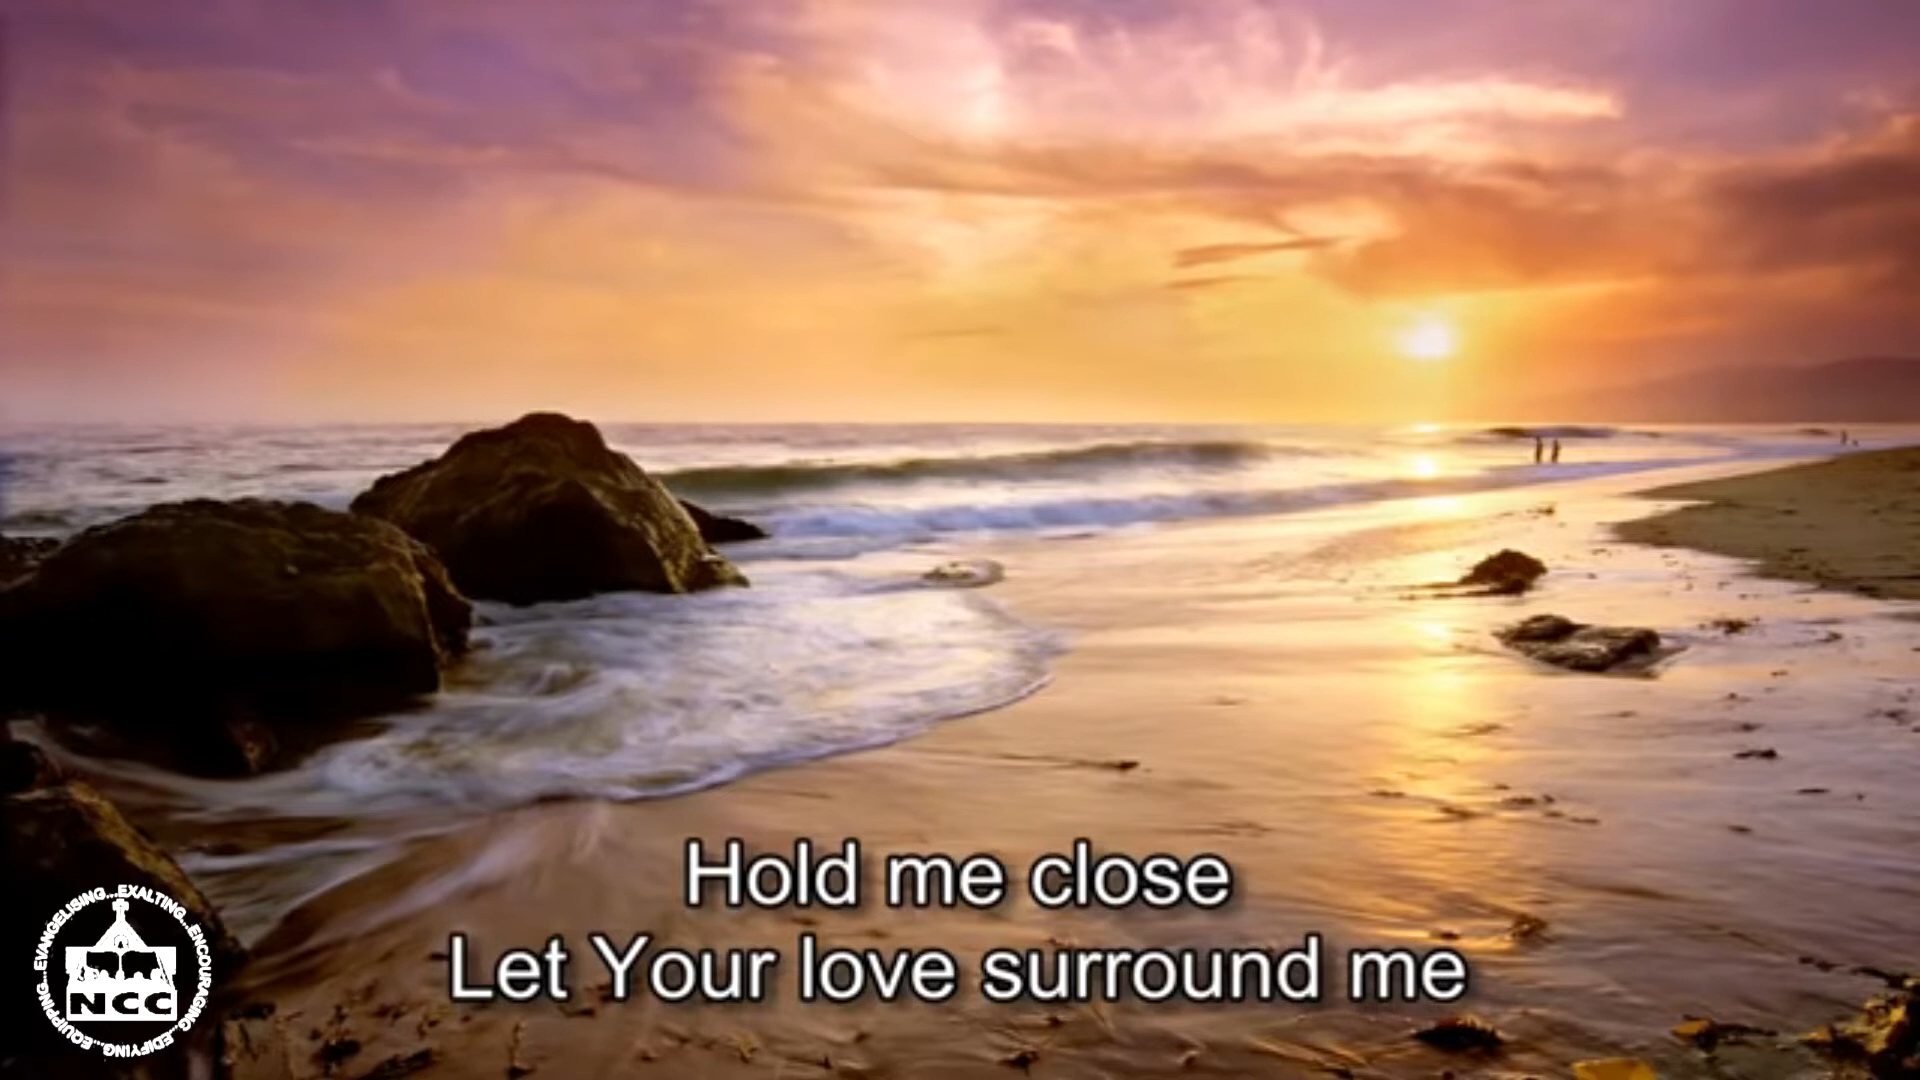 Hold me close
Let Your love surround me
EVANGELISING...EXALTING...ENCOURAGING...EDIFYING...EQUIPPING...
NCC